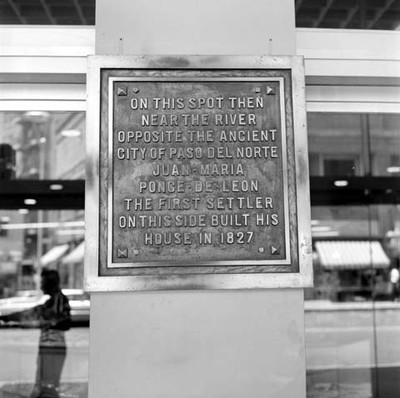 ON THIS SPOT THEN
NEAR THE RIVER
OPPOSITE THE ANCIENT
CITY OF PASO DEL NORTE
JUAN-MARIA
PONCE-DE-LEON
THE FIRST SETTLER
ON THIS SIDE BUILT HIS
HOUSE IN 1827